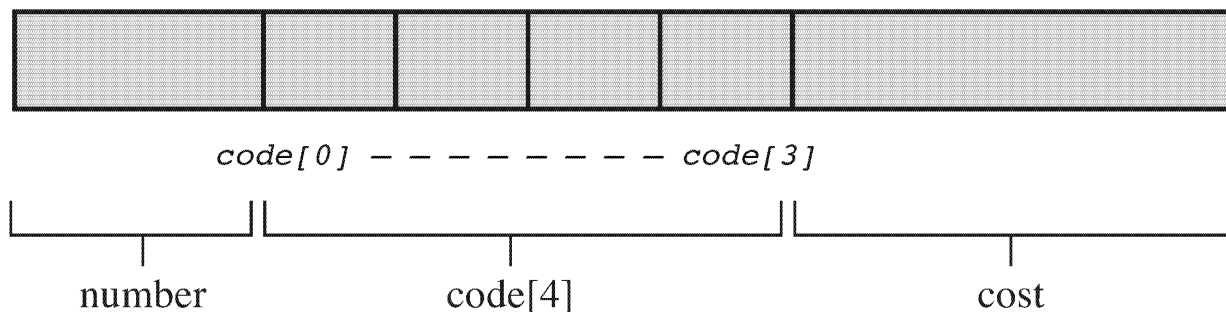 code[0] – – – – – – – – code[3]
number code[4] cost